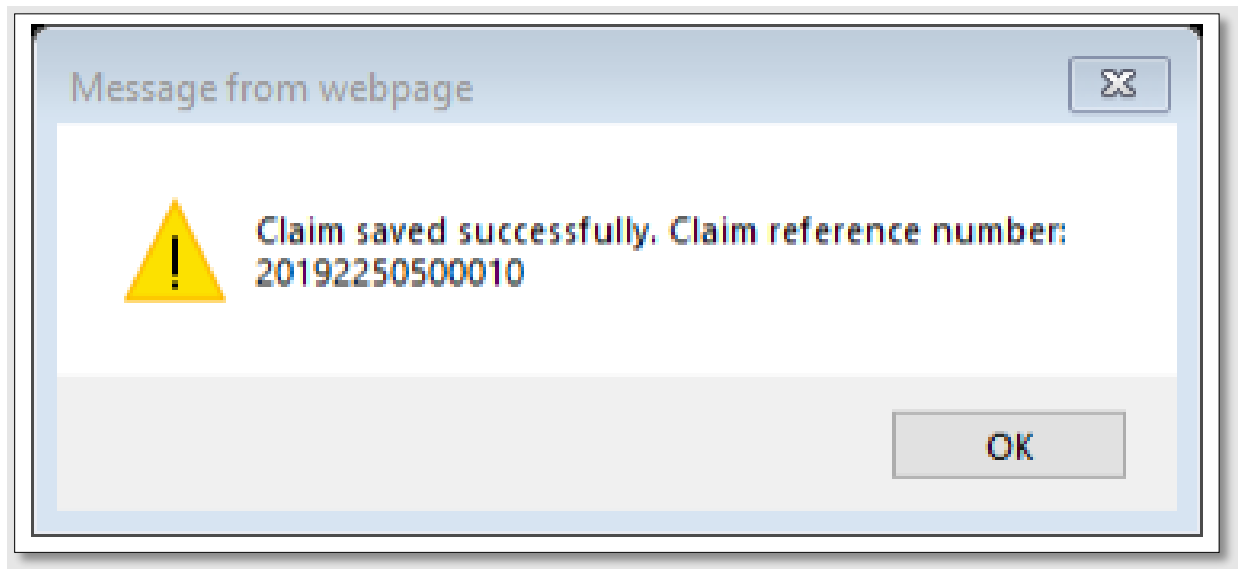 Message from webpage
Claim saved successfully. Claim reference number:
20192250500010
OK